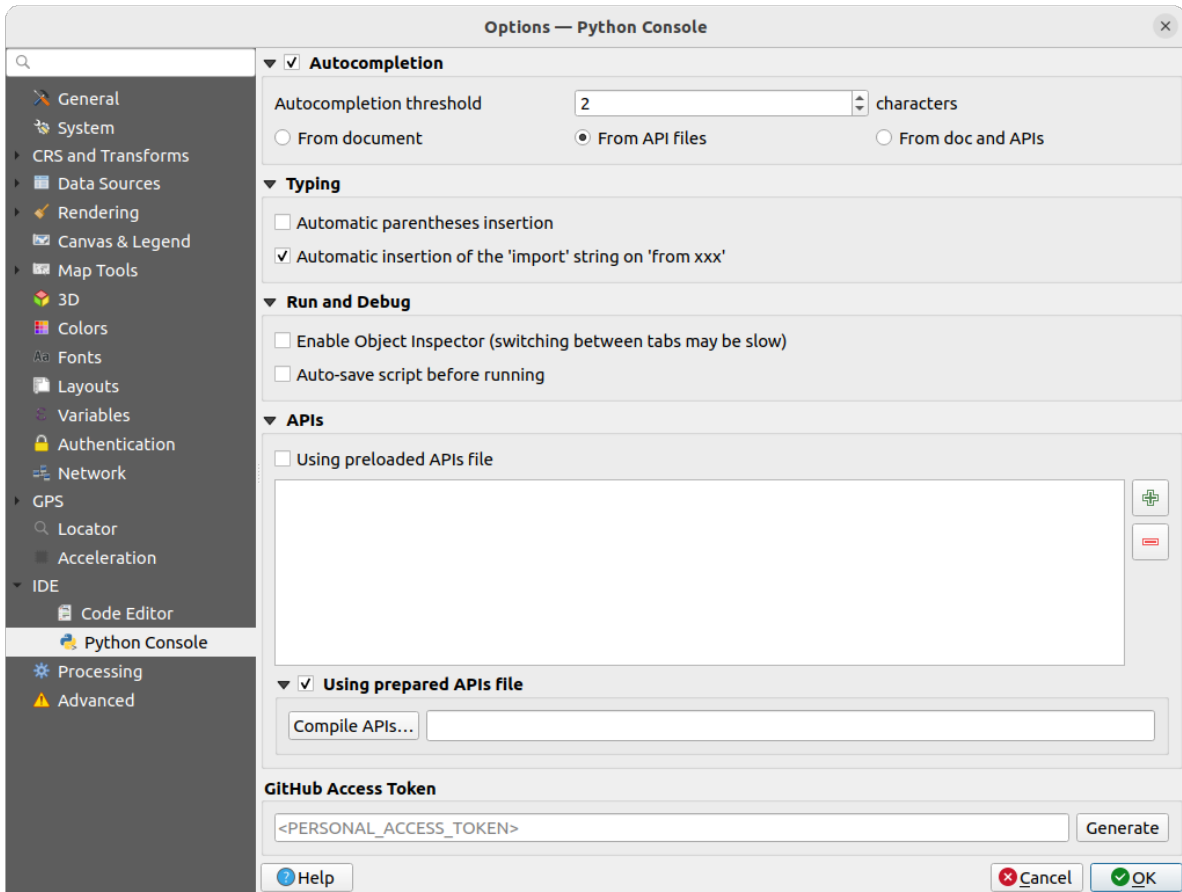 Options — Python Console
General
System
CRS and Transforms
Data Sources
Rendering
Canvas & Legend
Map Tools
3D
Colors
Fonts
Layouts
Variables
Authentication
Network
GPS
Locator
Acceleration
IDE
Code Editor
Python Console
Processing
Advanced
Autocompletion
Autocompletion threshold 2 characters
From document From API files From doc and APIs
Typing
Automatic parentheses insertion
Automatic insertion of the 'import' string on 'from xxx'
Run and Debug
Enable Object Inspector (switching between tabs may be slow)
Auto-save script before running
APIs
Using preloaded APIs file
Using prepared APIs file
Compile APIs...
GitHub Access Token
<PERSONAL_ACCESS_TOKEN> Generate
Help Cancel OK